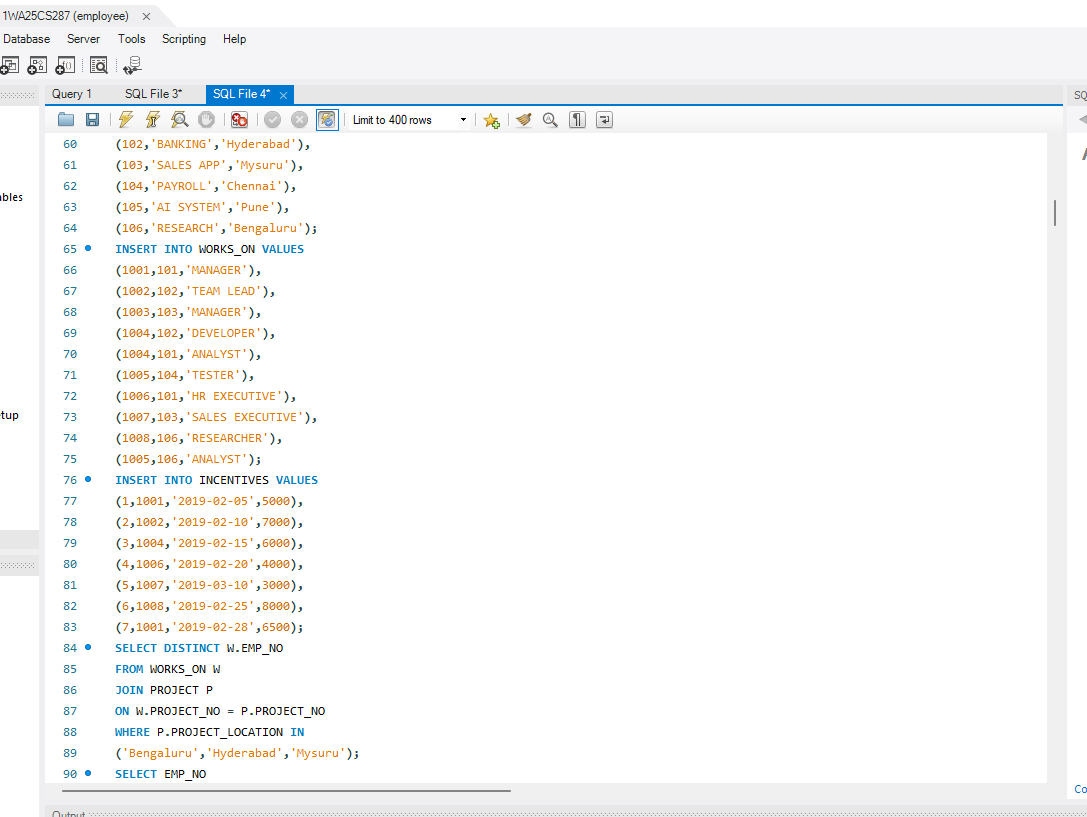 1WA25CS287 (employee)
Database Server Tools Scripting Help
Query 1 SQL File 3* SQL File 4*
Limit to 400 rows
60 (102,'BANKING','Hyderabad'),
61 (103,'SALES APP','Mysuru'),
62 (104,'PAYROLL','Chennai'),
63 (105,'AI SYSTEM','Pune'),
64 (106,'RESEARCH','Bengaluru');
65 INSERT INTO WORKS_ON VALUES
66 (1001,101,'MANAGER'),
67 (1002,102,'TEAM LEAD'),
68 (1003,103,'MANAGER'),
69 (1004,102,'DEVELOPER'),
70 (1004,101,'ANALYST'),
71 (1005,104,'TESTER'),
72 (1006,101,'HR EXECUTIVE'),
73 (1007,103,'SALES EXECUTIVE'),
74 (1008,106,'RESEARCHER'),
75 (1005,106,'ANALYST');
76 INSERT INTO INCENTIVES VALUES
77 (1,1001,'2019-02-05',5000),
78 (2,1002,'2019-02-10',7000),
79 (3,1004,'2019-02-15',6000),
80 (4,1006,'2019-02-20',4000),
81 (5,1007,'2019-03-10',3000),
82 (6,1008,'2019-02-25',8000),
83 (7,1001,'2019-02-28',6500);
84 SELECT DISTINCT W.EMP_NO
85 FROM WORKS_ON W
86 JOIN PROJECT P
87 ON W.PROJECT_NO = P.PROJECT_NO
88 WHERE P.PROJECT_LOCATION IN
89 ('Bengaluru','Hyderabad','Mysuru');
90 SELECT EMP_NO
Output